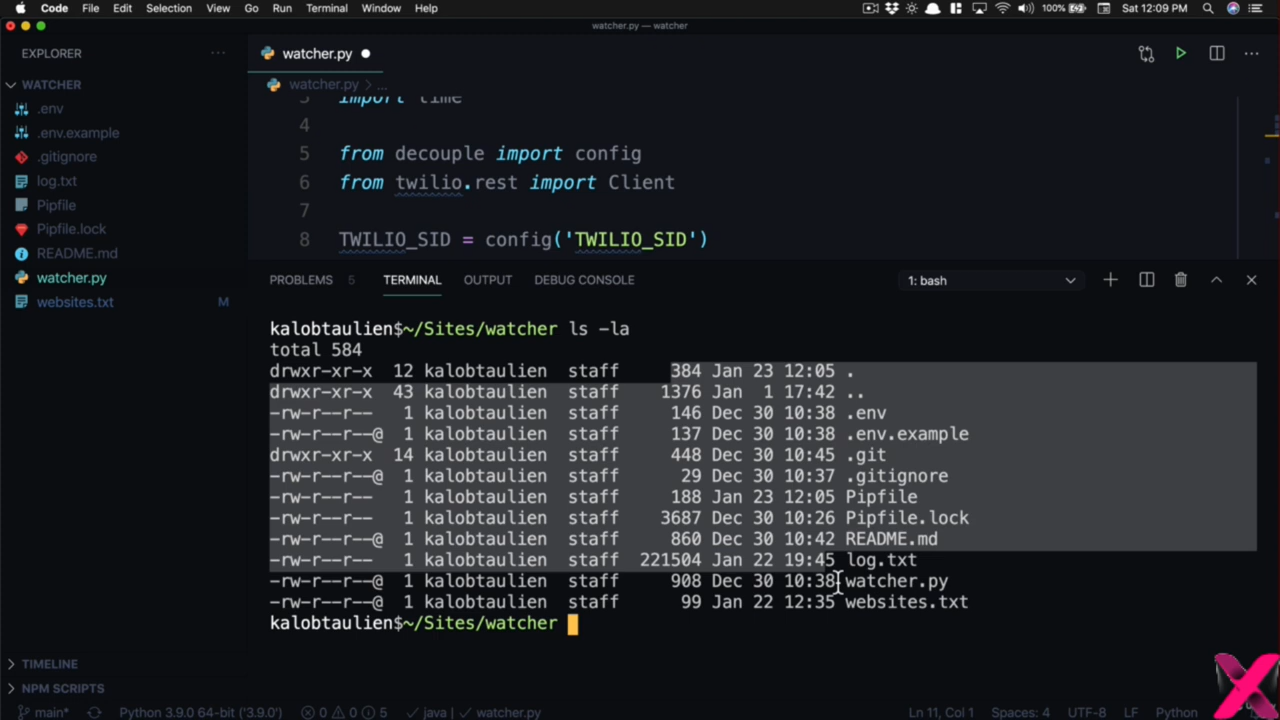 Code File Edit Selection View Go Run Terminal Window Help 100% Sat 12:09 PM
watcher.py — watcher
EXPLORER ...
WATCHER
.env
.env.example
.gitignore
log.txt
Pipfile
Pipfile.lock
README.md
watcher.py
websites.txt M
TIMELINE
NPM SCRIPTS
watcher.py
watcher.py > ...
3 import time
4
5 from decouple import config
6 from twilio.rest import Client
7
8 TWILIO_SID = config('TWILIO_SID')
PROBLEMS 5 TERMINAL OUTPUT DEBUG CONSOLE 1: bash
kalobtaulien$~/Sites/watcher ls -la
total 584
drwxr-xr-x 12 kalobtaulien staff 384 Jan 23 12:05 .
drwxr-xr-x 43 kalobtaulien staff 1376 Jan 1 17:42 ..
-rw-r--r-- 1 kalobtaulien staff 146 Dec 30 10:38 .env
-rw-r--r--@ 1 kalobtaulien staff 137 Dec 30 10:38 .env.example
drwxr-xr-x 14 kalobtaulien staff 448 Dec 30 10:45 .git
-rw-r--r--@ 1 kalobtaulien staff 29 Dec 30 10:37 .gitignore
-rw-r--r-- 1 kalobtaulien staff 188 Jan 23 12:05 Pipfile
-rw-r--r-- 1 kalobtaulien staff 3687 Dec 30 10:26 Pipfile.lock
-rw-r--r--@ 1 kalobtaulien staff 860 Dec 30 10:42 README.md
-rw-r--r-- 1 kalobtaulien staff 221504 Jan 22 19:45 log.txt
-rw-r--r--@ 1 kalobtaulien staff 908 Dec 30 10:38 watcher.py
-rw-r--r--@ 1 kalobtaulien staff 99 Jan 22 12:35 websites.txt
kalobtaulien$~/Sites/watcher
main* Python 3.9.0 64-bit ('3.9.0') 0 0 5 java | watcher.py Ln 11, Col 1 Spaces: 4 UTF-8 LF Python
X